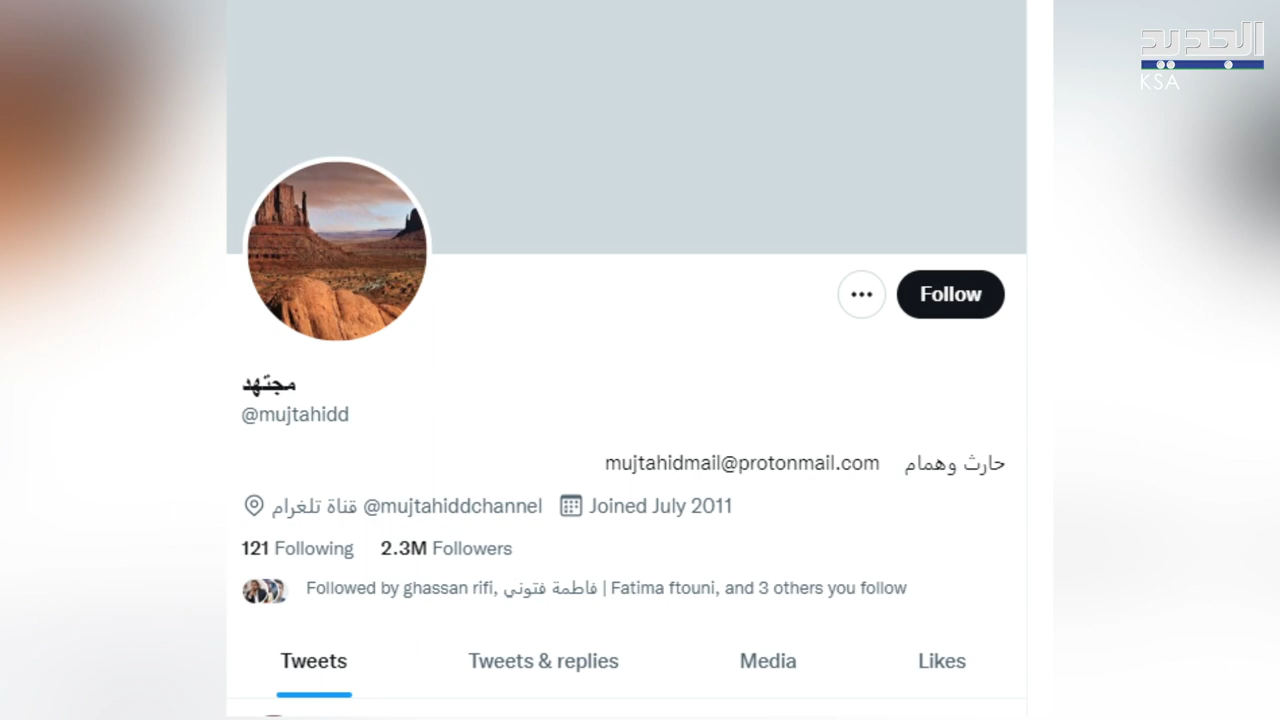 الجديد
KSA
Follow
مجتهد
@mujtahidd
حارث وهمام mujtahidmail@protonmail.com
قناة تلغرام @mujtahiddchannel Joined July 2011
121 Following 2.3M Followers
Followed by ghassan rifi, فاطمة فتوني | Fatima ftouni, and 3 others you follow
Tweets Tweets & replies Media Likes